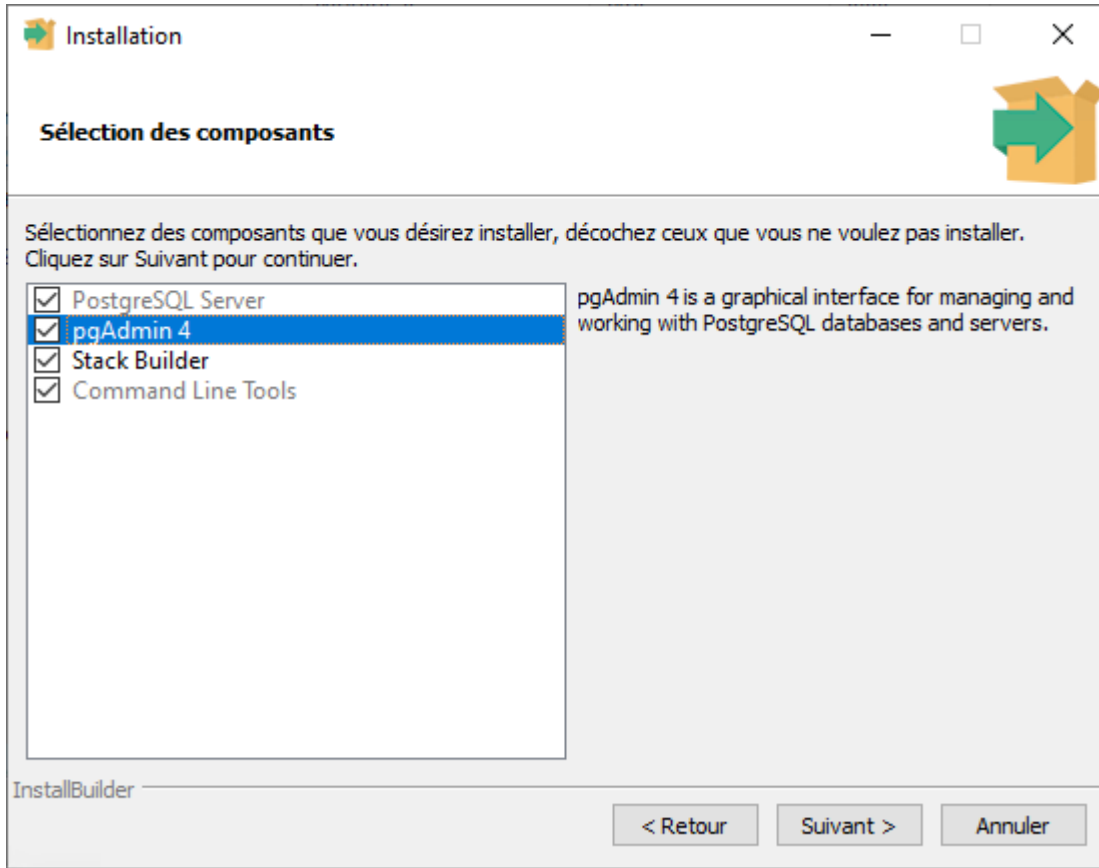 Installation
Sélection des composants
Sélectionnez des composants que vous désirez installer, décochez ceux que vous ne voulez pas installer.
Cliquez sur Suivant pour continuer.
PostgreSQL Server
pgAdmin 4
Stack Builder
Command Line Tools
pgAdmin 4 is a graphical interface for managing and
working with PostgreSQL databases and servers.
InstallBuilder
< Retour
Suivant >
Annuler